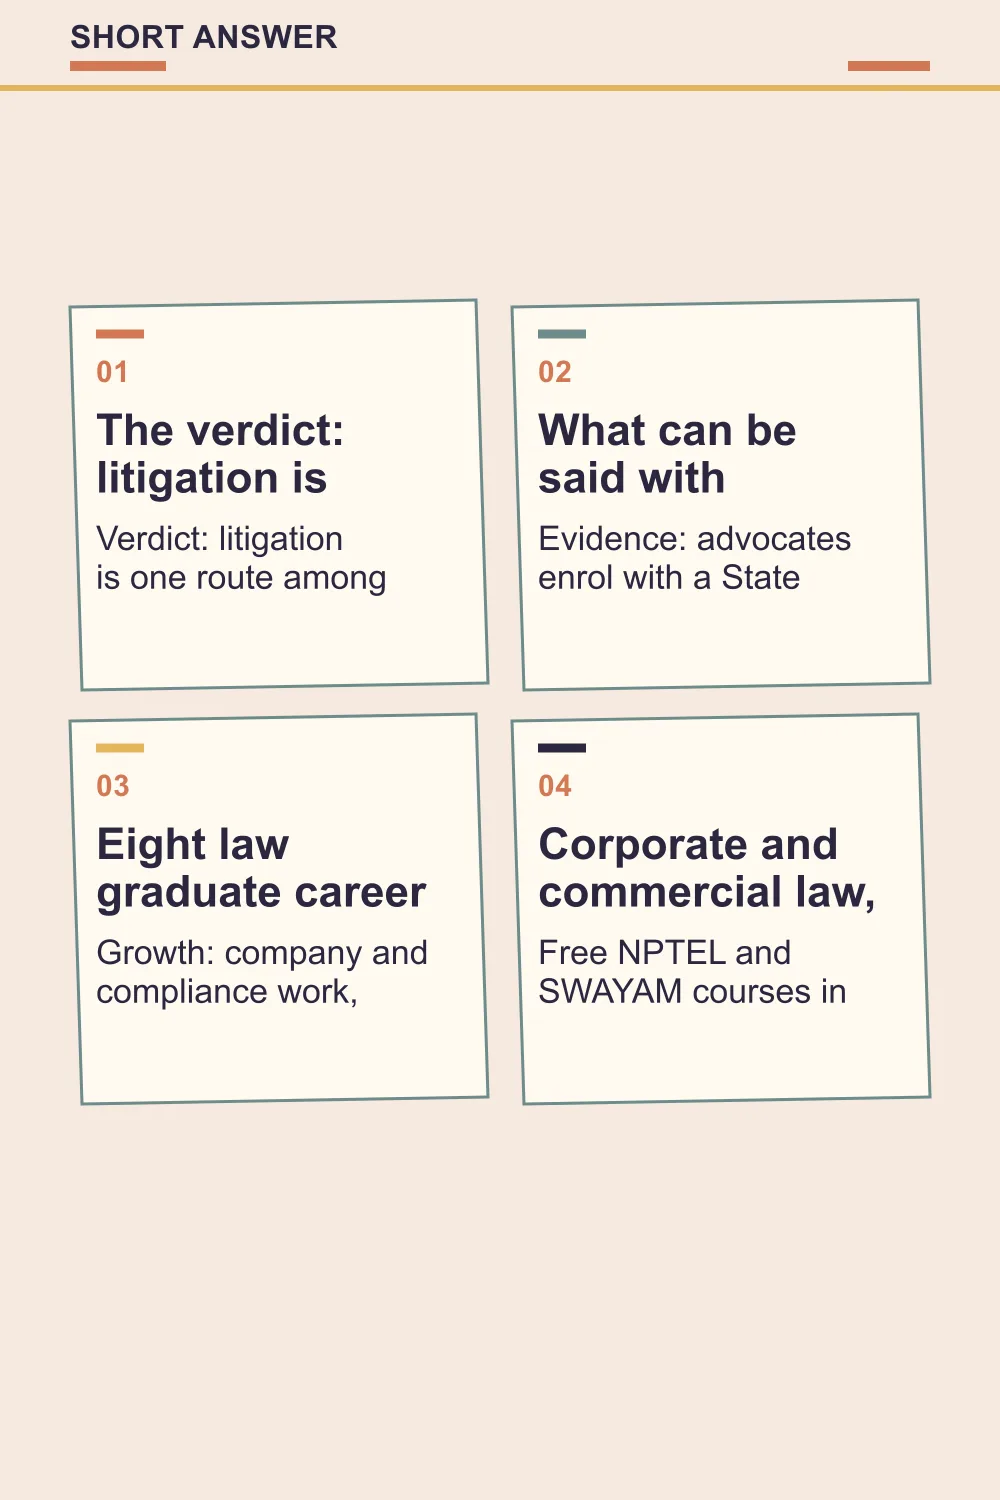 SHORT ANSWER
01
The verdict:
litigation is
Verdict: litigation
is one route among
02
What can be
said with
Evidence: advocates
enrol with a State
03
Eight law
graduate career
Growth: company and
compliance work,
04
Corporate and
commercial law,
Free NPTEL and
SWAYAM courses in